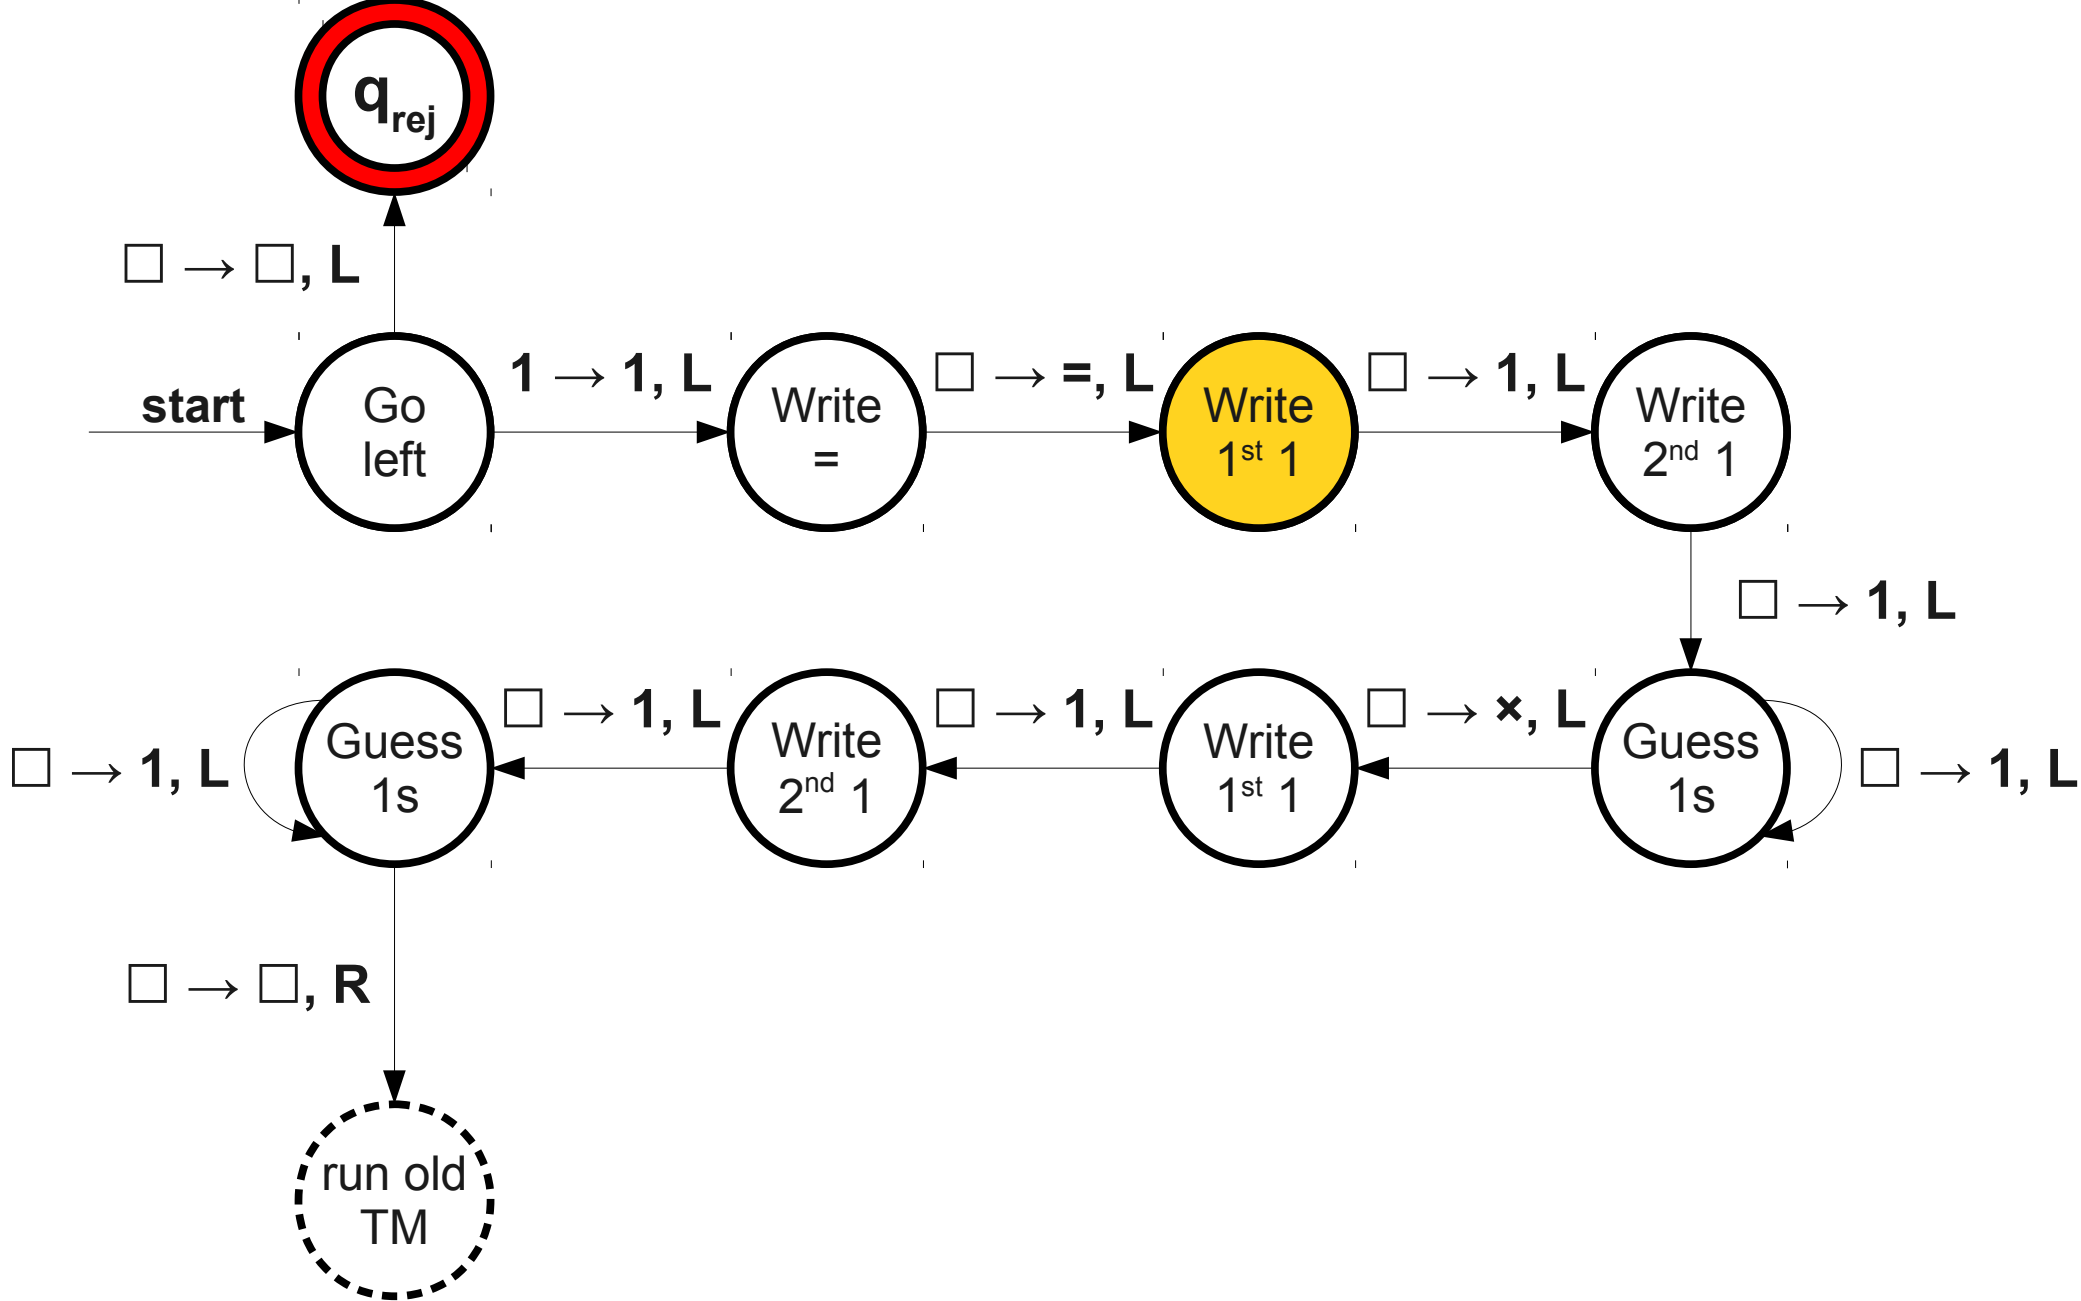 q_rej
□ → □, L
start
Go
left
1 → 1, L
Write
=
□ → =, L
Write
1st 1
□ → 1, L
Write
2nd 1
□ → 1, L
□ → 1, L
Guess
1s
□ → 1, L
Write
2nd 1
□ → 1, L
Write
1st 1
□ → ×, L
Guess
1s
□ → 1, L
□ → □, R
run old
TM